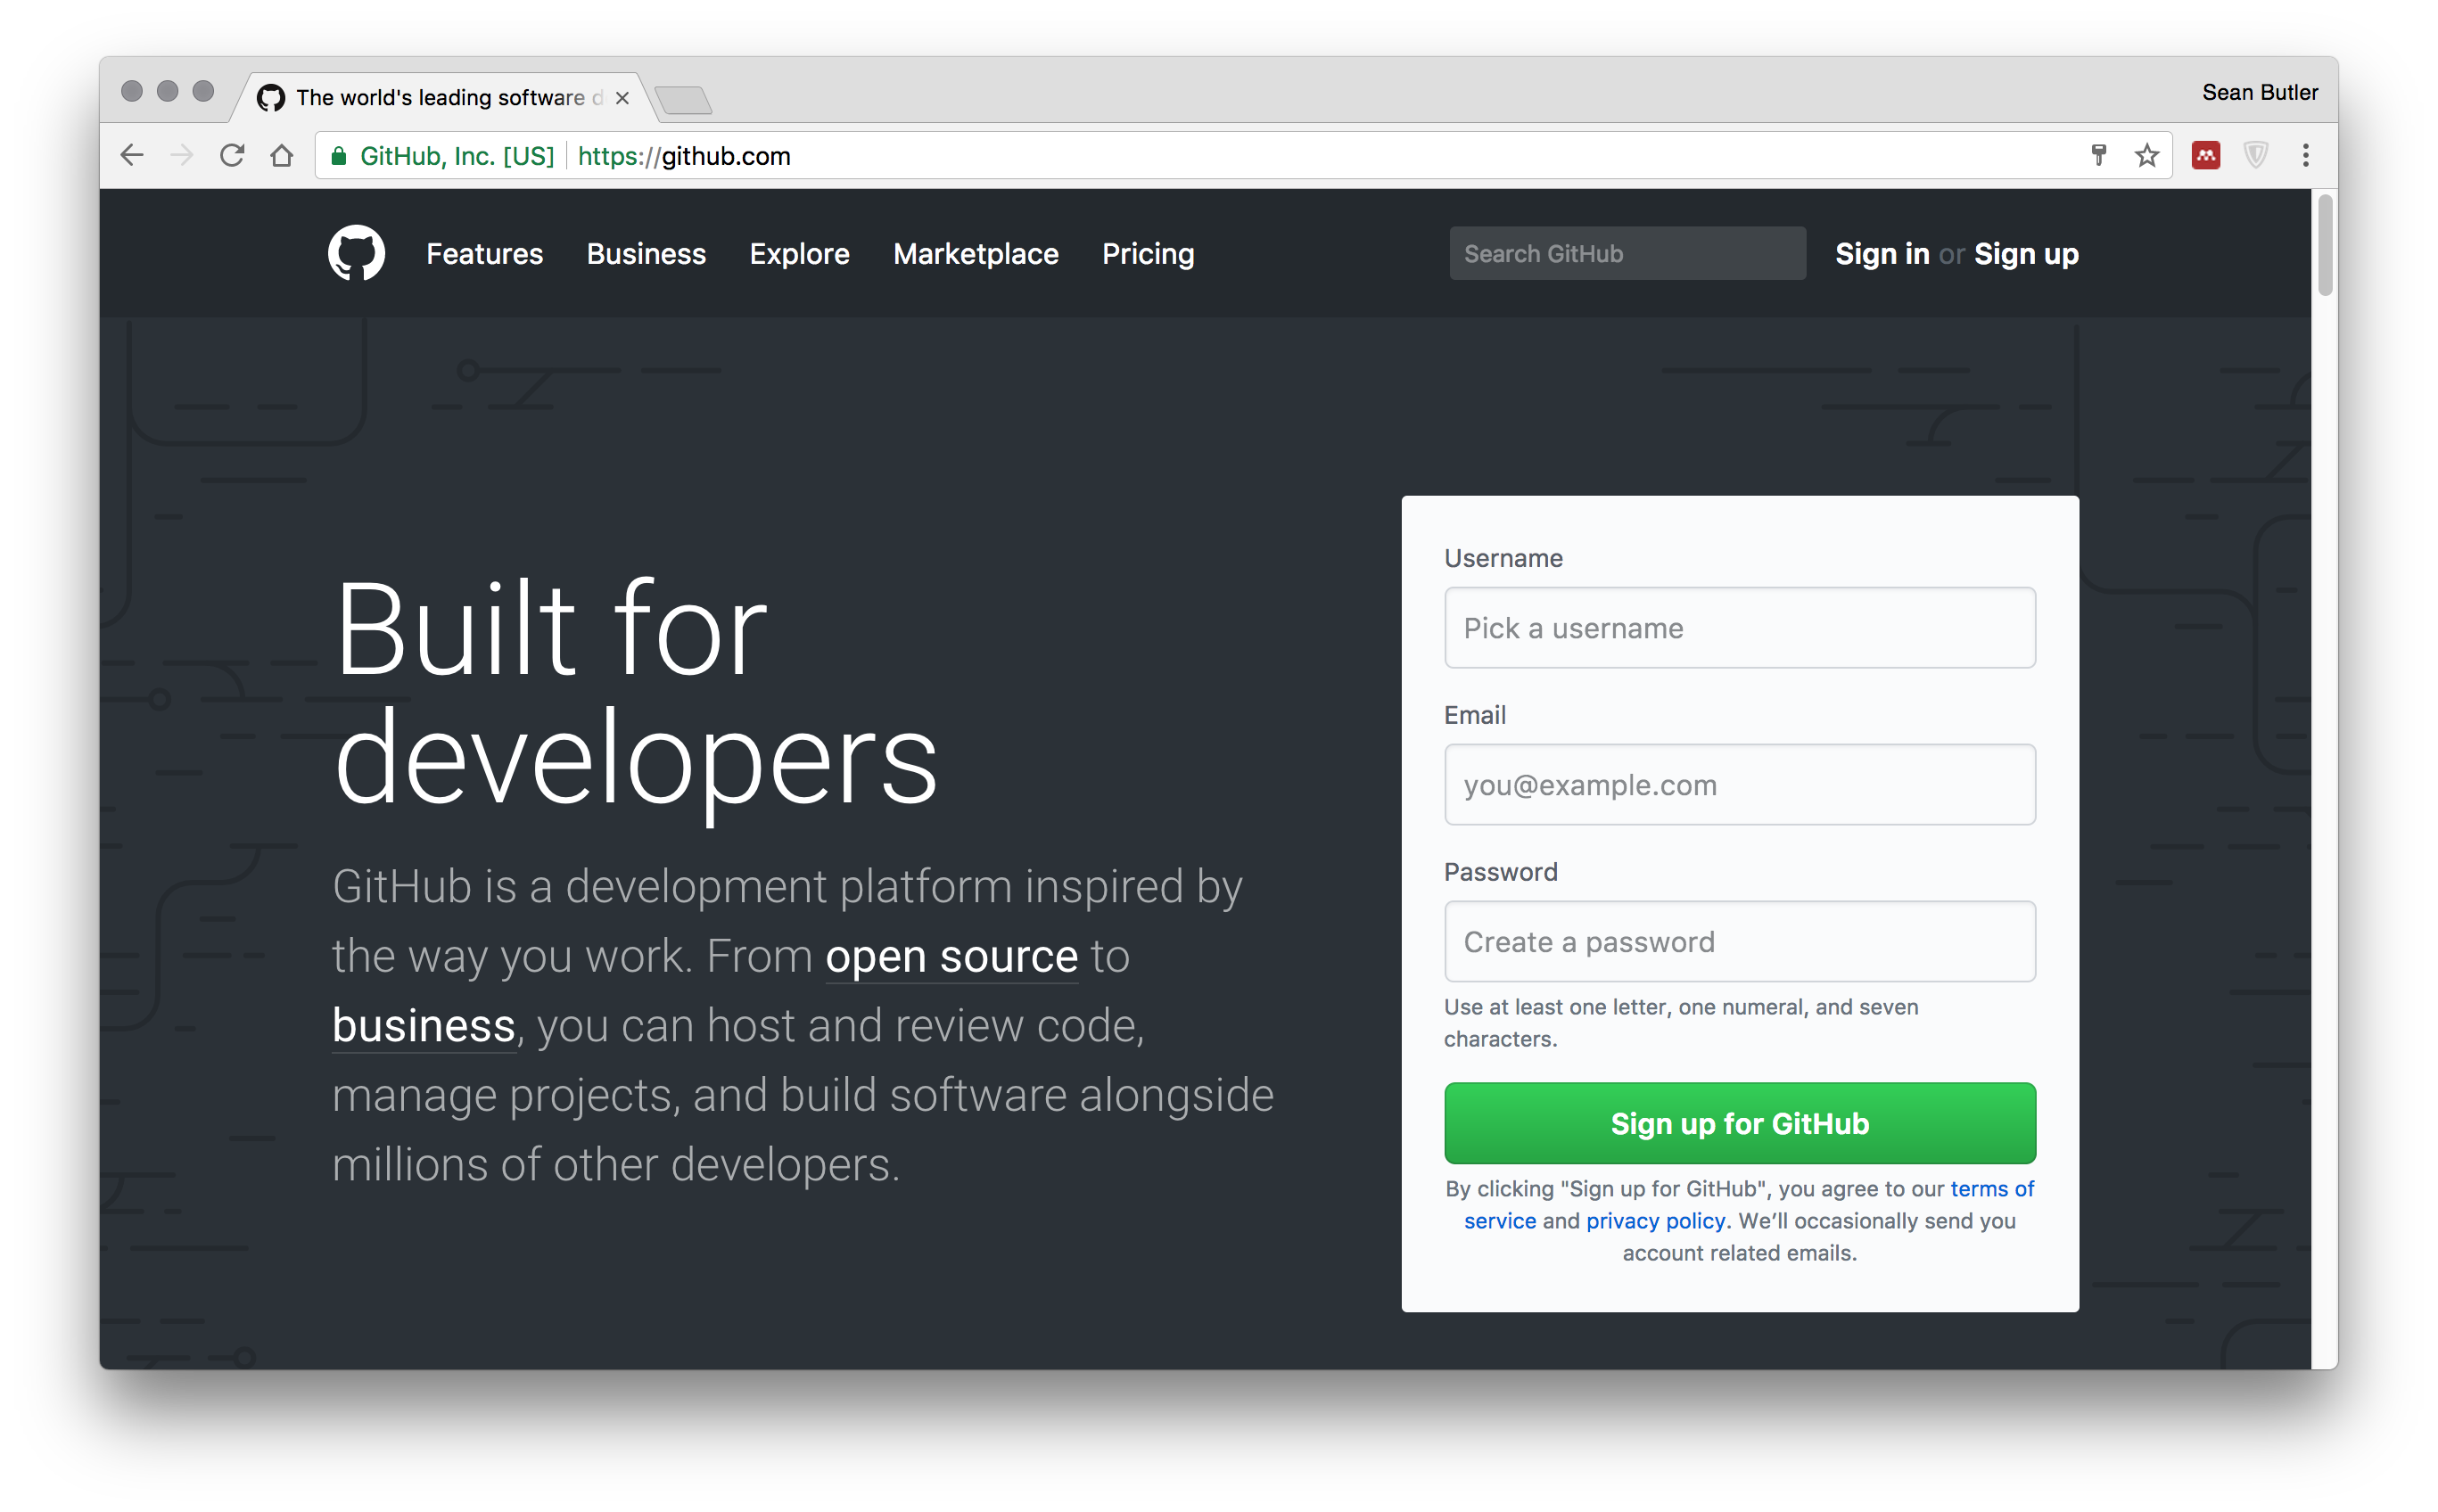 The world's leading software d
Sean Butler
GitHub, Inc. [US] https://github.com
Features Business Explore Marketplace Pricing Search GitHub Sign in or Sign up
Built for
developers
GitHub is a development platform inspired by
the way you work. From open source to
business, you can host and review code,
manage projects, and build software alongside
millions of other developers.
Username
Pick a username
Email
you@example.com
Password
Create a password
Use at least one letter, one numeral, and seven
characters.
Sign up for GitHub
By clicking "Sign up for GitHub", you agree to our terms of
service and privacy policy. We’ll occasionally send you
account related emails.